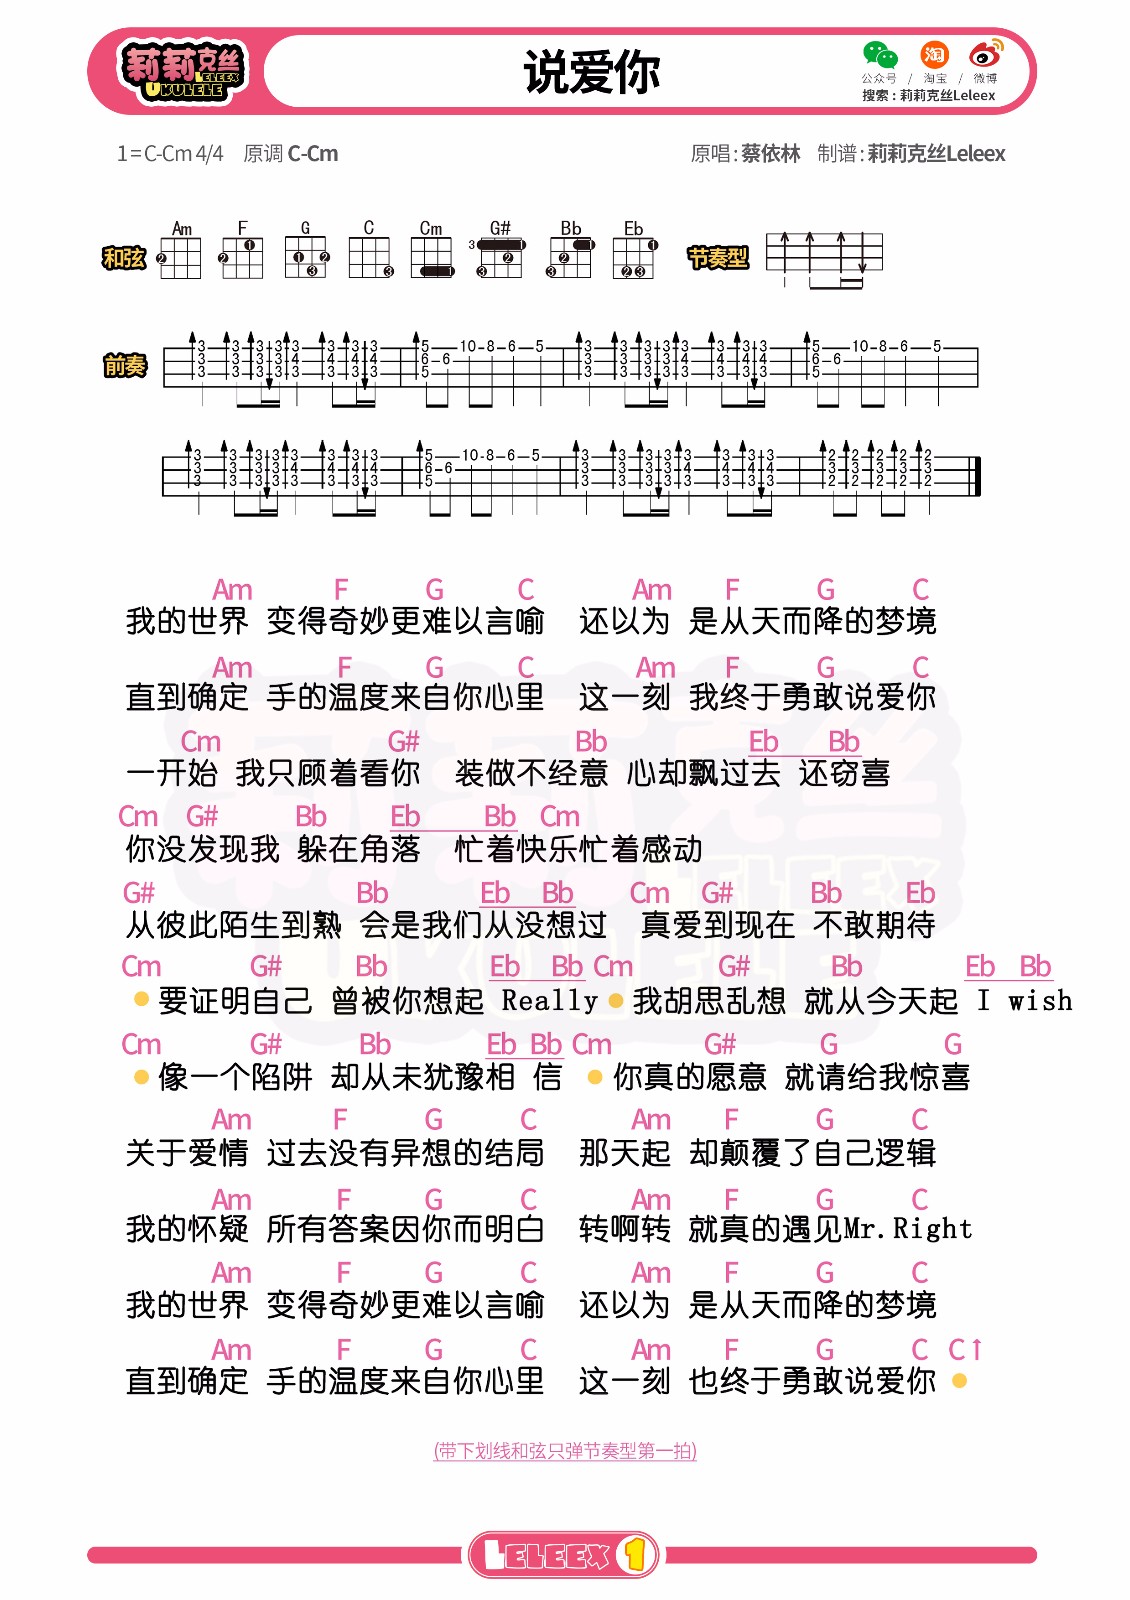 莉莉克丝
LELEEX
UKULELE
说爱你
公众号 / 淘宝 / 微博
搜索：莉莉克丝Leleex
1=C-Cm 4/4 原调 C-Cm
原唱：蔡依林 制谱：莉莉克丝Leleex
和弦 Am F G C Cm G# Bb Eb 节奏型
前奏
Am F G C Am F G C
我的世界 变得奇妙更难以言喻 还以为 是从天而降的梦境
Am F G C Am F G C
直到确定 手的温度来自你心里 这一刻 我终于勇敢说爱你
Cm G# Bb Eb Bb
一开始 我只顾着看你 装做不经意 心却飘过去 还窃喜
Cm G# Bb Eb Bb Cm
你没发现我 躲在角落 忙着快乐忙着感动
G# Bb Eb Bb Cm G# Bb Eb
从彼此陌生到熟 会是我们从没想过 真爱到现在 不敢期待
Cm G# Bb Eb Bb Cm G# Bb Eb Bb
要证明自己 曾被你想起 Really 我胡思乱想 就从今天起 I wish
Cm G# Bb Eb Bb Cm G# G G
像一个陷阱 却从未犹豫相 信 你真的愿意 就请给我惊喜
Am F G C Am F G C
关于爱情 过去没有异想的结局 那天起 却颠覆了自己逻辑
Am F G C Am F G C
我的怀疑 所有答案因你而明白 转啊转 就真的遇见Mr.Right
Am F G C Am F G C
我的世界 变得奇妙更难以言喻 还以为 是从天而降的梦境
Am F G C Am F G C C↑
直到确定 手的温度来自你心里 这一刻 也终于勇敢说爱你
(带下划线和弦只弹节奏型第一拍)
LELEEX 1